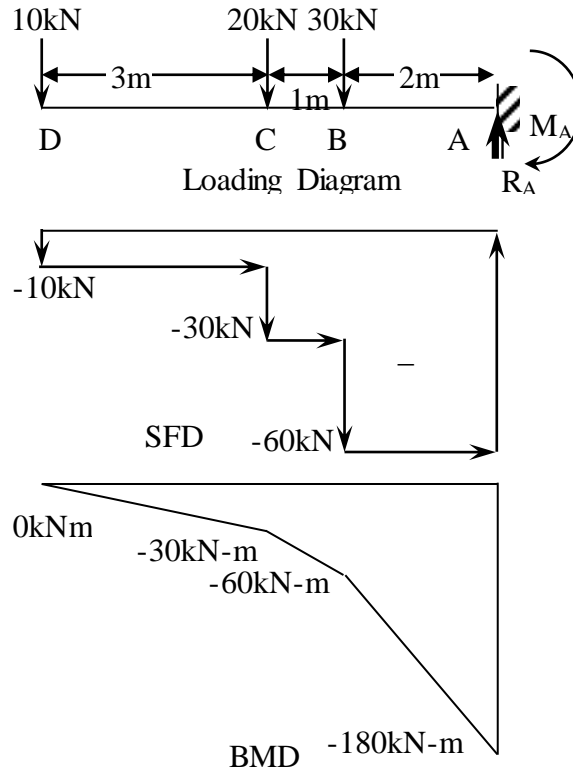 10kN 20kN 30kN
3m 1m 2m
D C B A M_A
Loading Diagram R_A
-10kN
-30kN
–
SFD -60kN
0kNm
-30kN-m
-60kN-m
-180kN-m
BMD